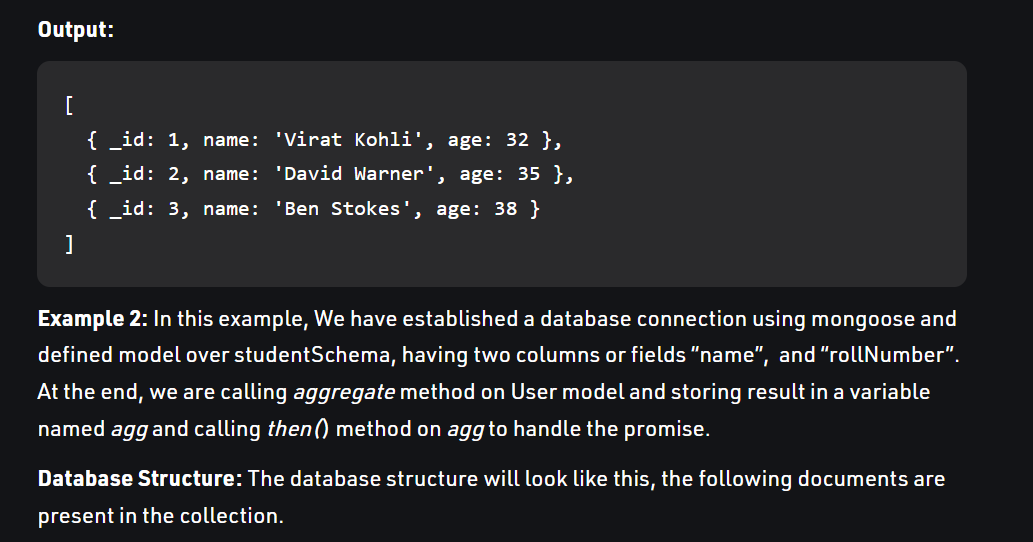 Output:
[
  { _id: 1, name: 'Virat Kohli', age: 32 },
  { _id: 2, name: 'David Warner', age: 35 },
  { _id: 3, name: 'Ben Stokes', age: 38 }
]
Example 2: In this example, We have established a database connection using mongoose and
defined model over studentSchema, having two columns or fields “name”,  and “rollNumber”.
At the end, we are calling aggregate method on User model and storing result in a variable
named agg and calling then() method on agg to handle the promise.
Database Structure: The database structure will look like this, the following documents are
present in the collection.